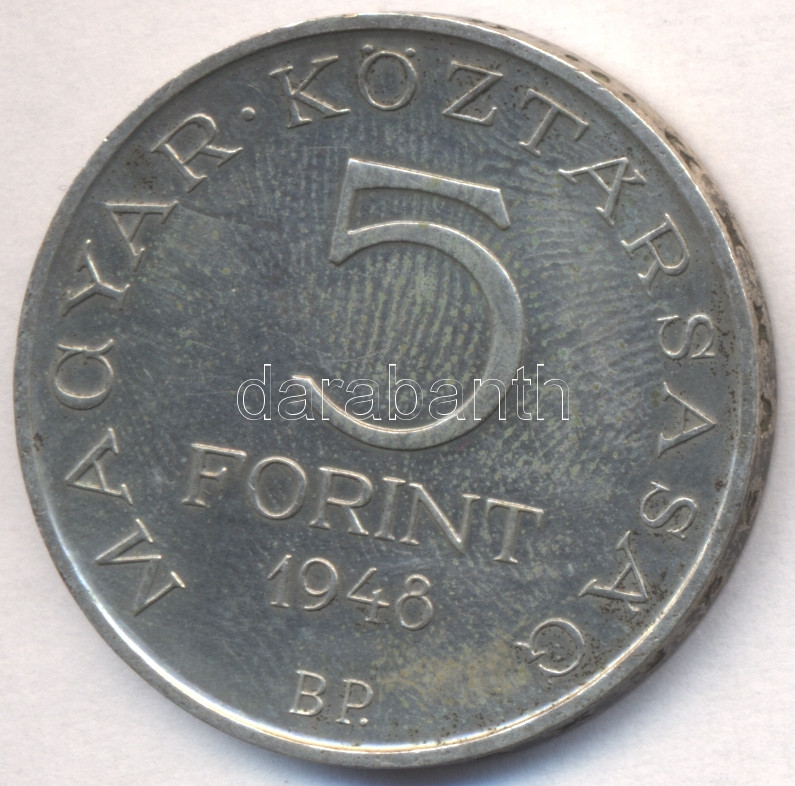 MAGYAR · KÖZTÁRSASÁG
5
FORINT
1948
BP.
darabanth